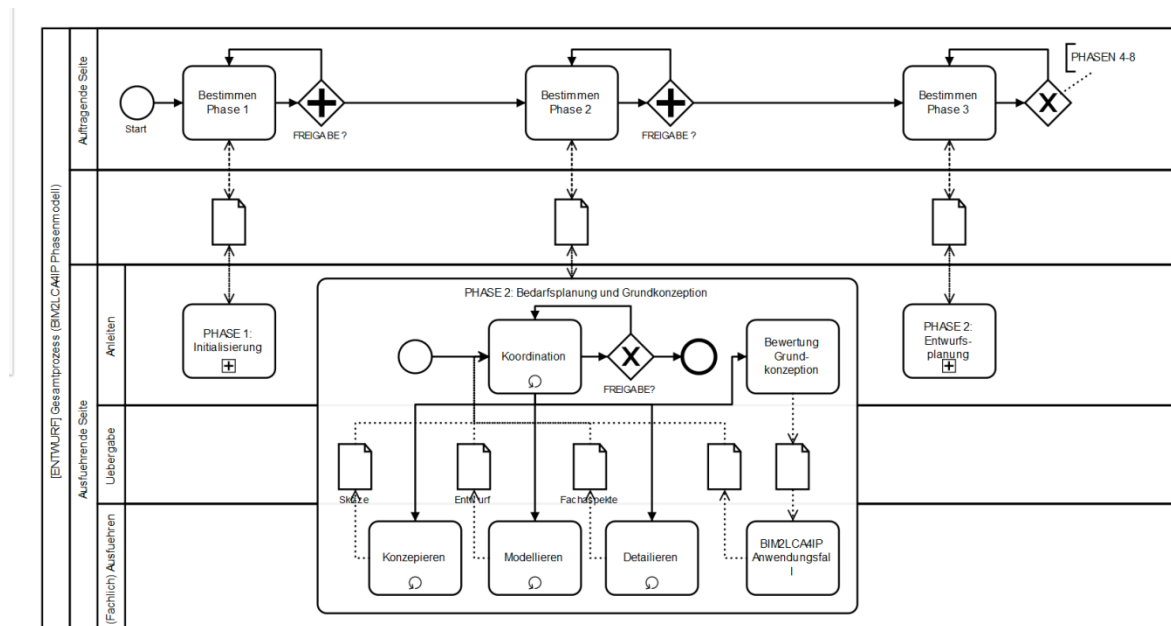 [ENTWURF] Gesamtprozess (BIM2LCA4IP Phasenmodell)
Auftragende Seite
Start
Bestimmen
Phase 1
FREIGABE ?
Bestimmen
Phase 2
FREIGABE ?
Bestimmen
Phase 3
PHASEN 4-8
Ausfuehrende Seite
Anleiten
PHASE 1:
Initialisierung
PHASE 2: Bedarfsplanung und Grundkonzeption
Koordination
FREIGABE?
Bewertung
Grund-
konzeption
PHASE 2:
Entwurfs-
planung
Uebergabe
Skizze
Entwurf
Fachaspekte
(Fachlich) Ausfuehren
Konzepieren
Modellieren
Detailieren
BIM2LCA4IP
Anwendungsfal
l